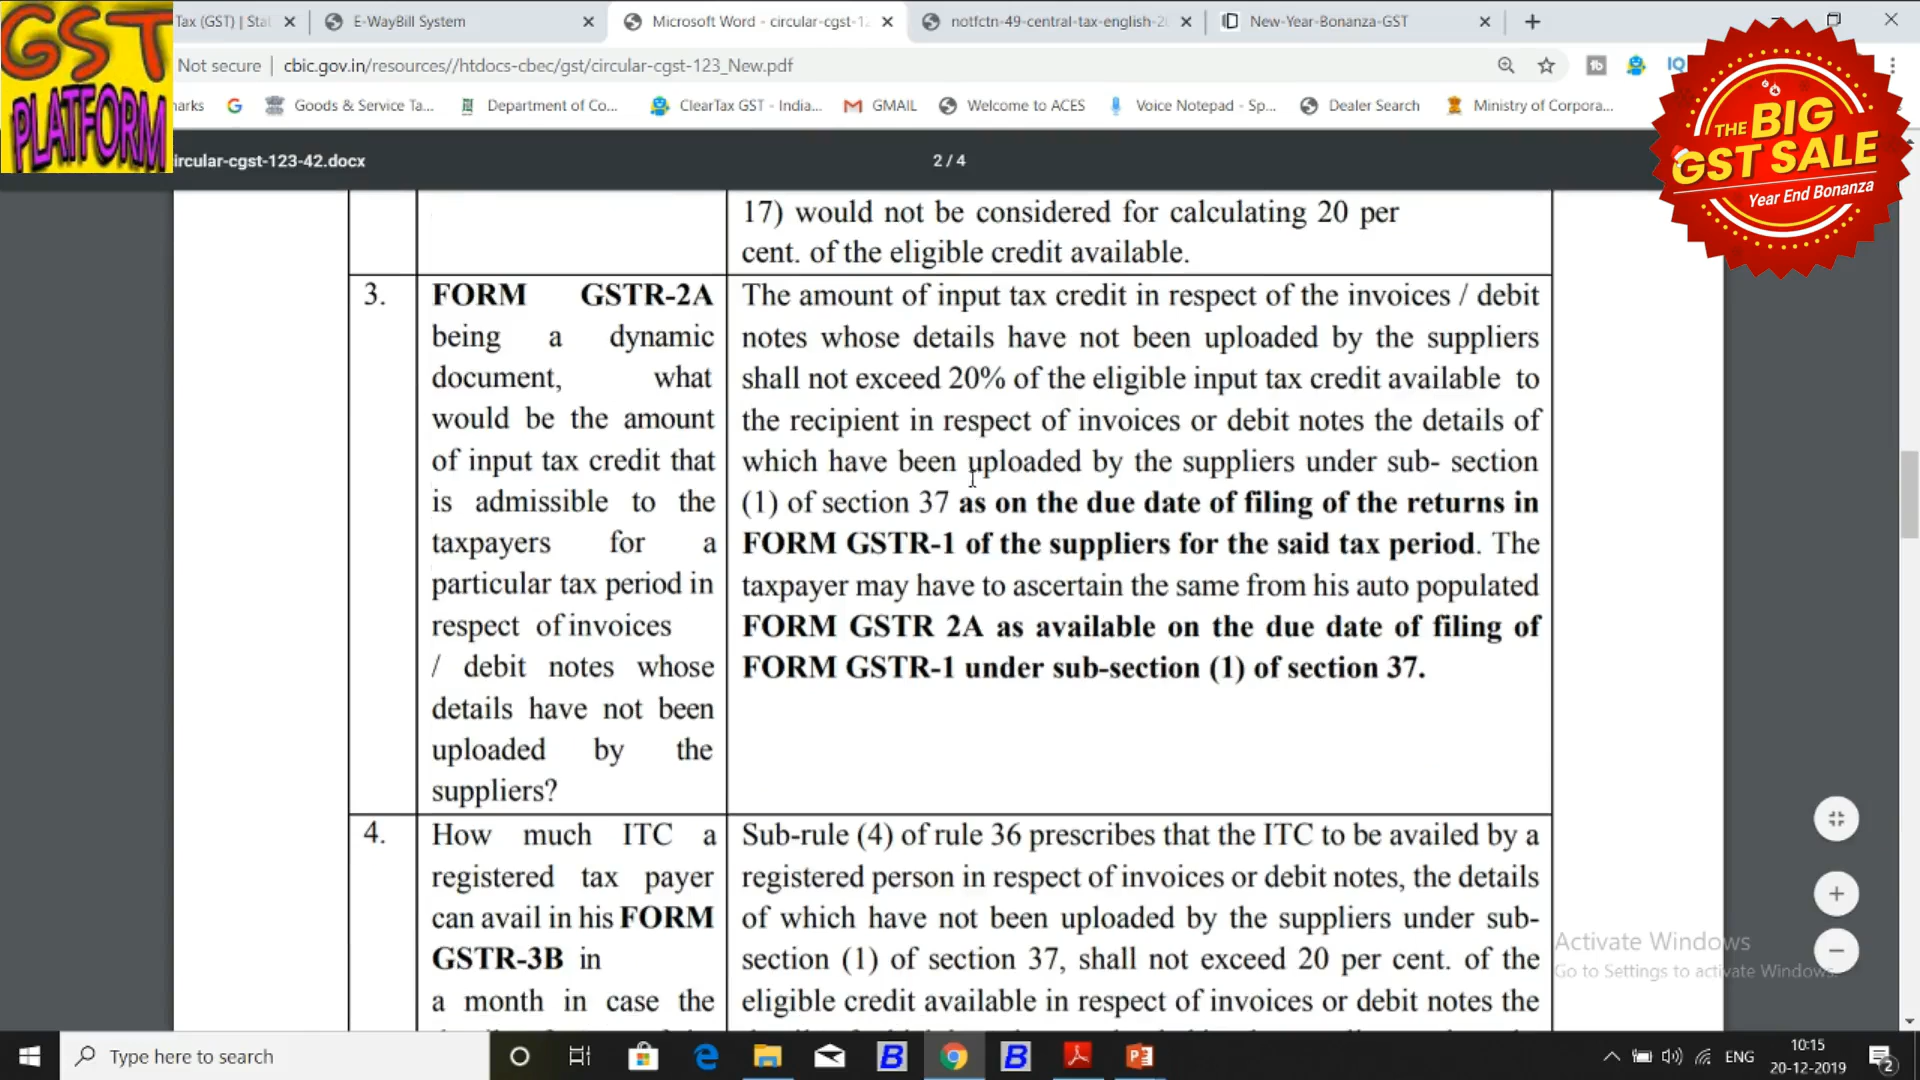 GST
PLATFORM
Tax (GST) | Stat
E-WayBill System
Microsoft Word - circular-cgst-12
notfctn-49-central-tax-english-20
New-Year-Bonanza-GST
Not secure | cbic.gov.in/resources//htdocs-cbec/gst/circular-cgst-123_New.pdf
IQ
narks
Goods & Service Ta...
Department of Co...
ClearTax GST - India...
GMAIL
Welcome to ACES
Voice Notepad - Sp...
Dealer Search
Ministry of Corpora...
THE BIG
GST SALE
Year End Bonanza
ircular-cgst-123-42.docx
2 / 4
17) would not be considered for calculating 20 per
cent. of the eligible credit available.
3.
FORM GSTR-2A
being a dynamic
document, what
would be the amount
of input tax credit that
is admissible to the
taxpayers for a
particular tax period in
respect of invoices
/ debit notes whose
details have not been
uploaded by the
suppliers?
The amount of input tax credit in respect of the invoices / debit
notes whose details have not been uploaded by the suppliers
shall not exceed 20% of the eligible input tax credit available to
the recipient in respect of invoices or debit notes the details of
which have been uploaded by the suppliers under sub- section
(1) of section 37 as on the due date of filing of the returns in
FORM GSTR-1 of the suppliers for the said tax period. The
taxpayer may have to ascertain the same from his auto populated
FORM GSTR 2A as available on the due date of filing of
FORM GSTR-1 under sub-section (1) of section 37.
4.
How much ITC a
registered tax payer
can avail in his FORM
GSTR-3B in
a month in case the
Sub-rule (4) of rule 36 prescribes that the ITC to be availed by a
registered person in respect of invoices or debit notes, the details
of which have not been uploaded by the suppliers under sub-
section (1) of section 37, shall not exceed 20 per cent. of the
eligible credit available in respect of invoices or debit notes the
Activate Windows
Go to Settings to activate Windows.
Type here to search
ENG
10:15
20-12-2019
2